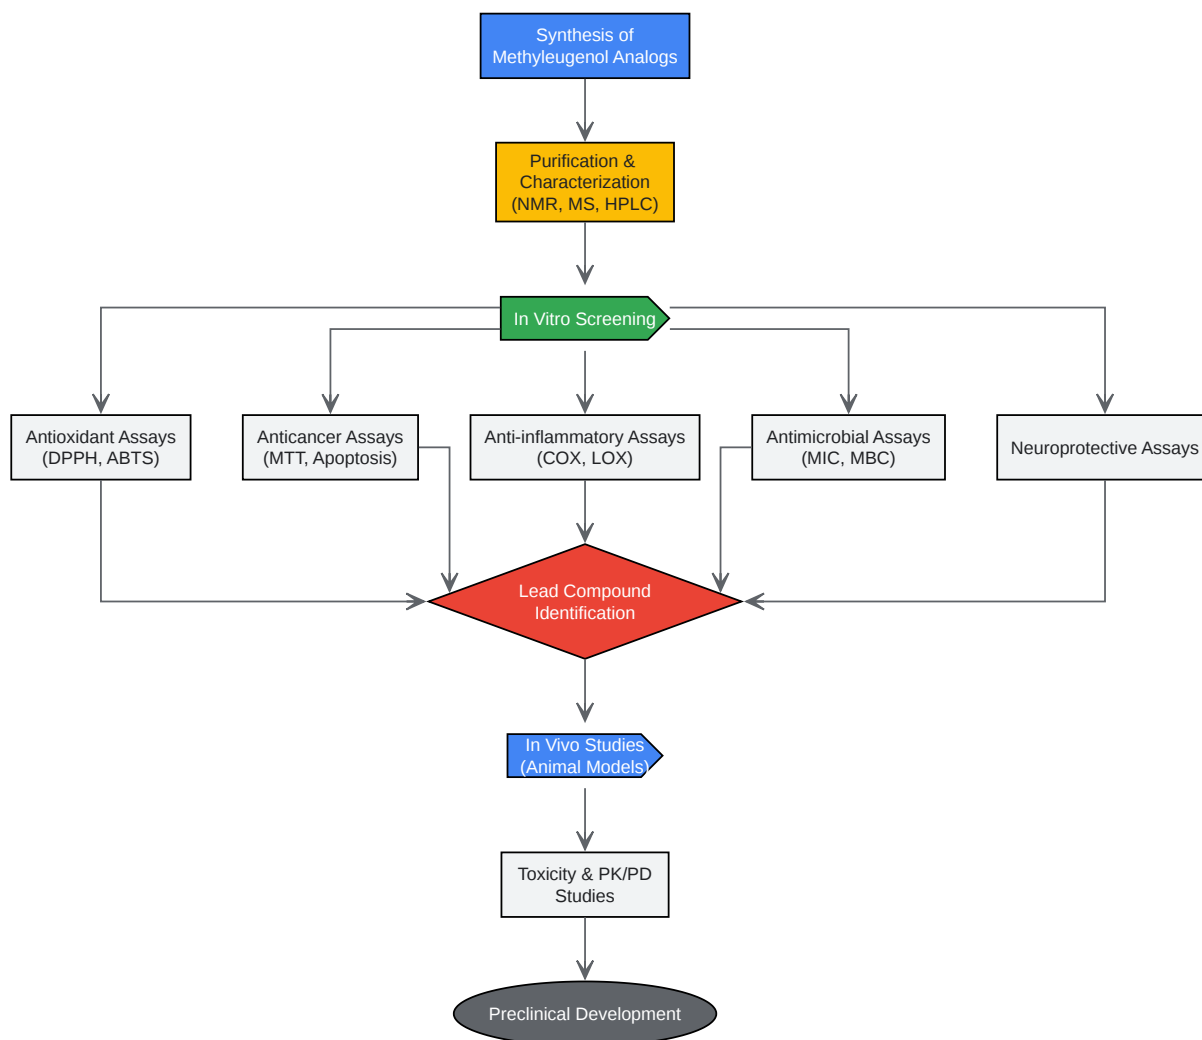 Synthesis of
Methyleugenol Analogs
Purification &
Characterization
(NMR, MS, HPLC)
In Vitro Screening
Antioxidant Assays
(DPPH, ABTS)
Anticancer Assays
(MTT, Apoptosis)
Anti-inflammatory Assays
(COX, LOX)
Antimicrobial Assays
(MIC, MBC)
Neuroprotective Assays
Lead Compound
Identification
In Vivo Studies
(Animal Models)
Toxicity & PK/PD
Studies
Preclinical Development